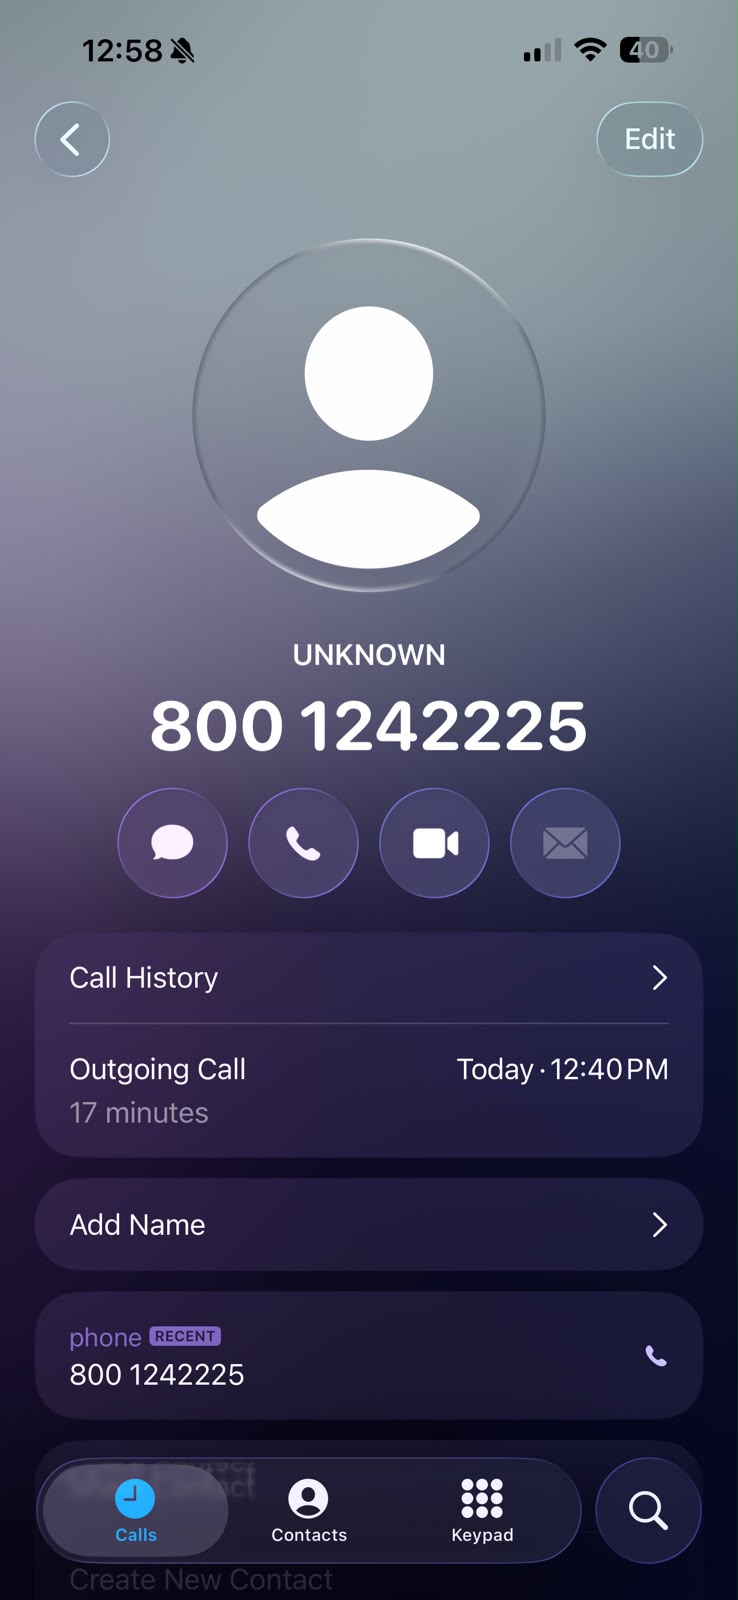 12:58
40
Edit
UNKNOWN
800 1242225
Call History
Outgoing Call Today · 12:40 PM
17 minutes
Add Name
phone RECENT
800 1242225
Calls Contacts Keypad
Create New Contact